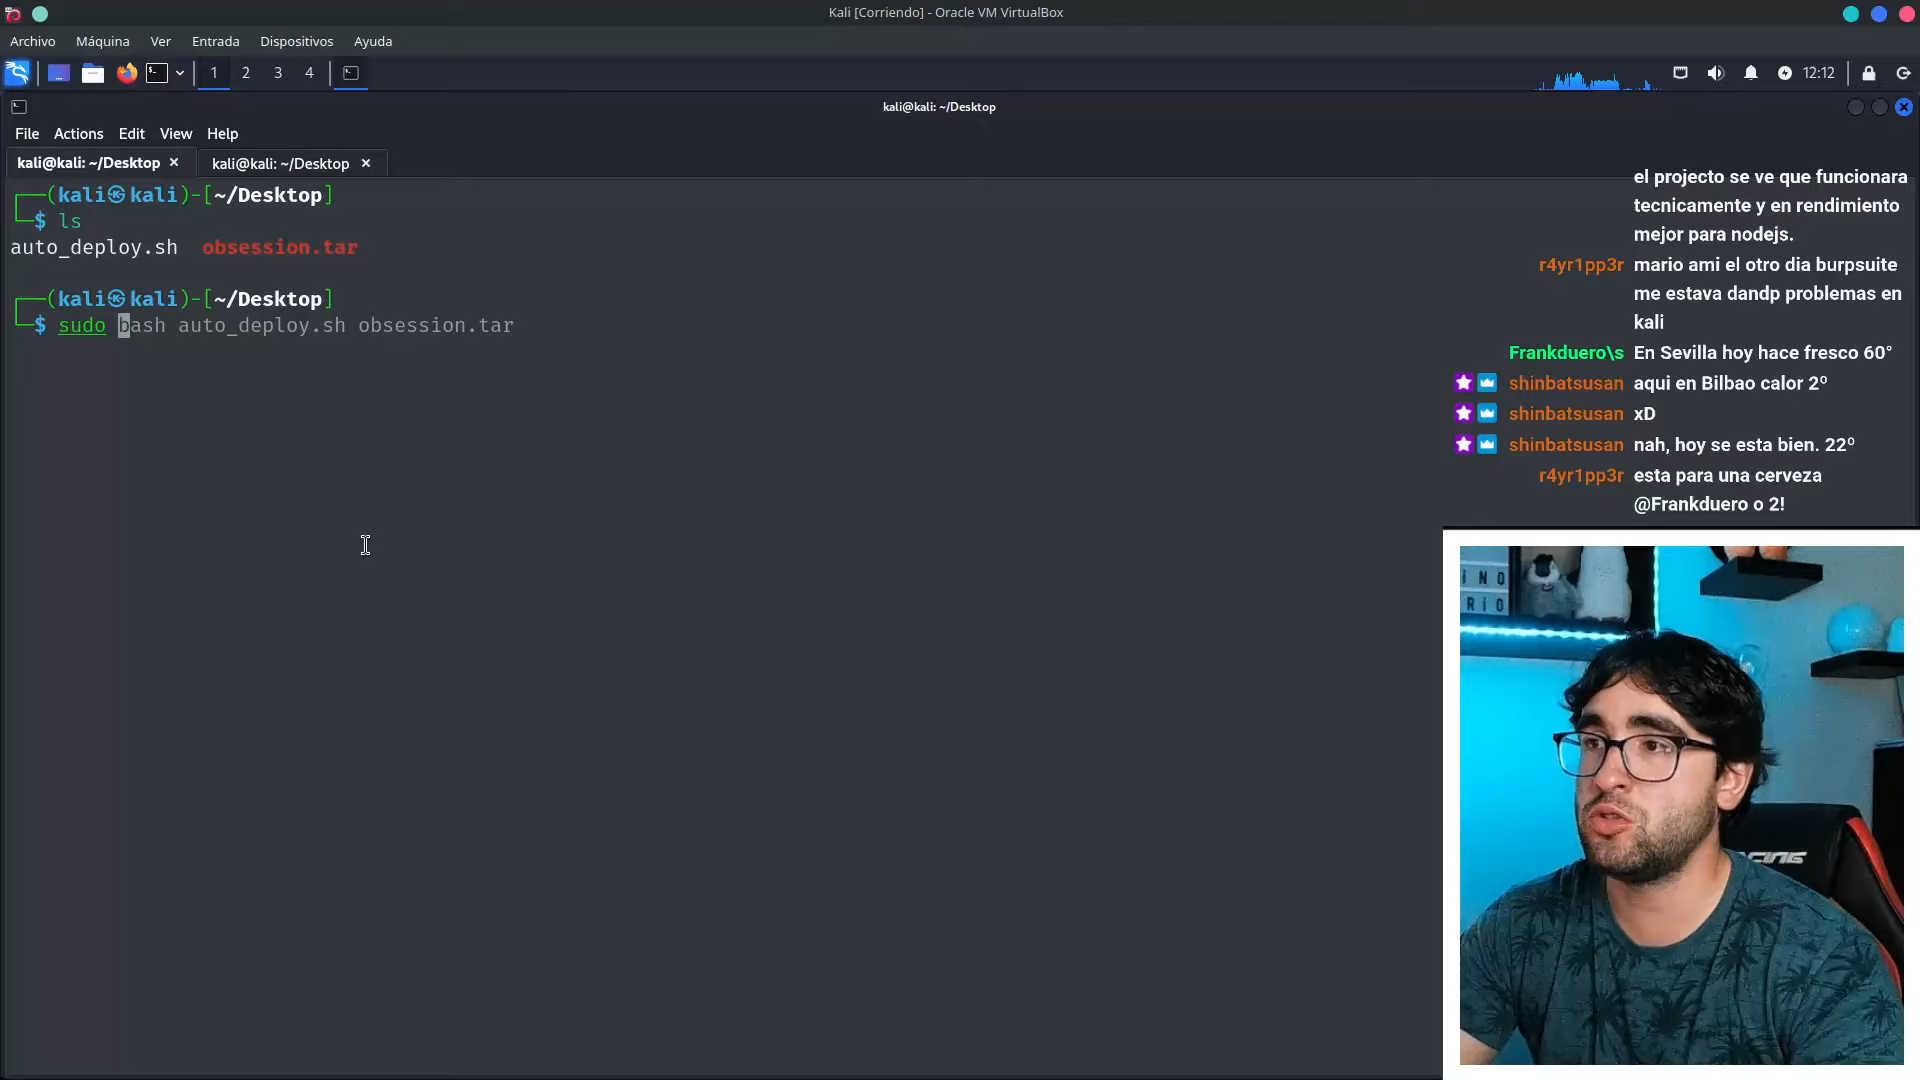 Kali [Corriendo] - Oracle VM VirtualBox
Archivo Máquina Ver Entrada Dispositivos Ayuda
1 2 3 4
12:12
kali@kali: ~/Desktop
File Actions Edit View Help
kali@kali: ~/Desktop
kali@kali: ~/Desktop
(kali㉿kali)-[~/Desktop]
$ ls
auto_deploy.sh obsession.tar
(kali㉿kali)-[~/Desktop]
$ sudo bash auto_deploy.sh obsession.tar
el projecto se ve que funcionara
tecnicamente y en rendimiento
mejor para nodejs.
r4yr1pp3r mario ami el otro dia burpsuite
me estava dandp problemas en
kali
Frankduero\s En Sevilla hoy hace fresco 60°
shinbatsusan aqui en Bilbao calor 2º
shinbatsusan xD
shinbatsusan nah, hoy se esta bien. 22º
r4yr1pp3r esta para una cerveza
@Frankduero o 2!